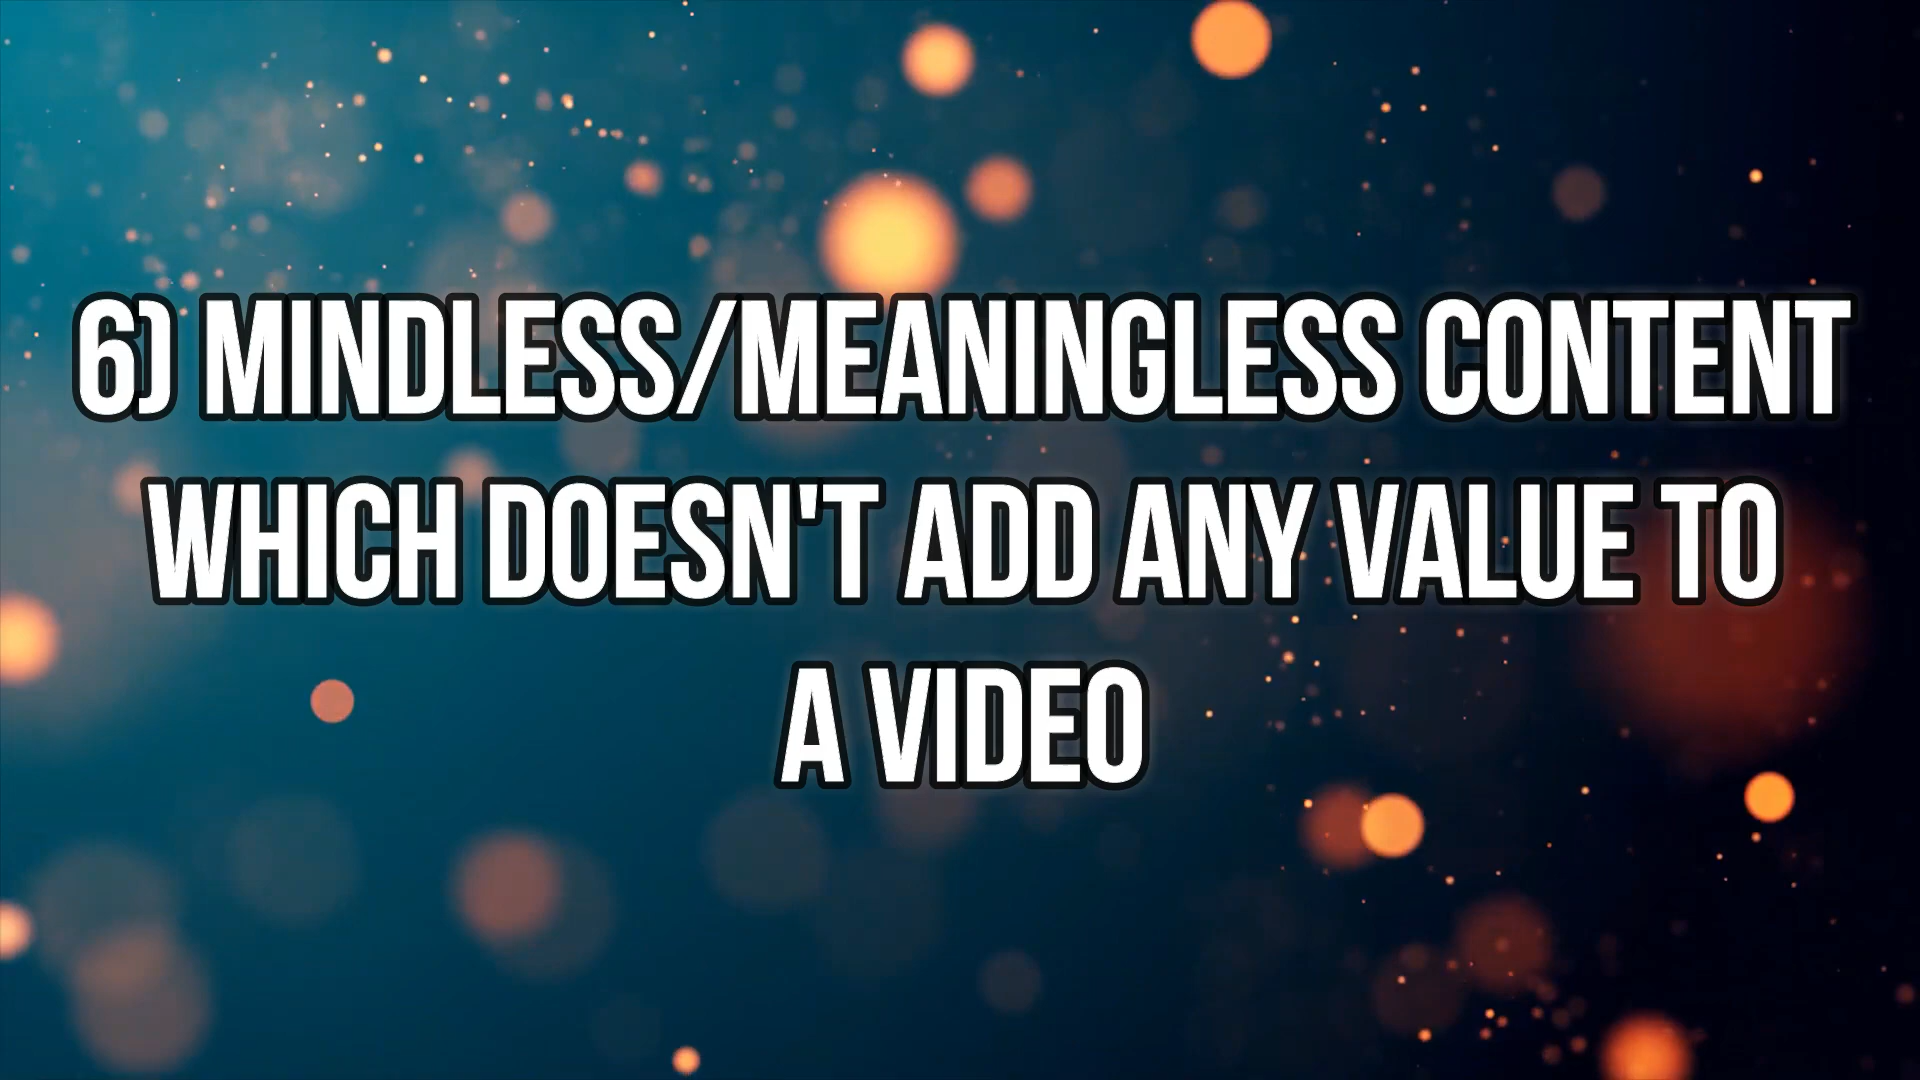 6) MINDLESS/MEANINGLESS CONTENT
WHICH DOESN'T ADD ANY VALUE TO
A VIDEO